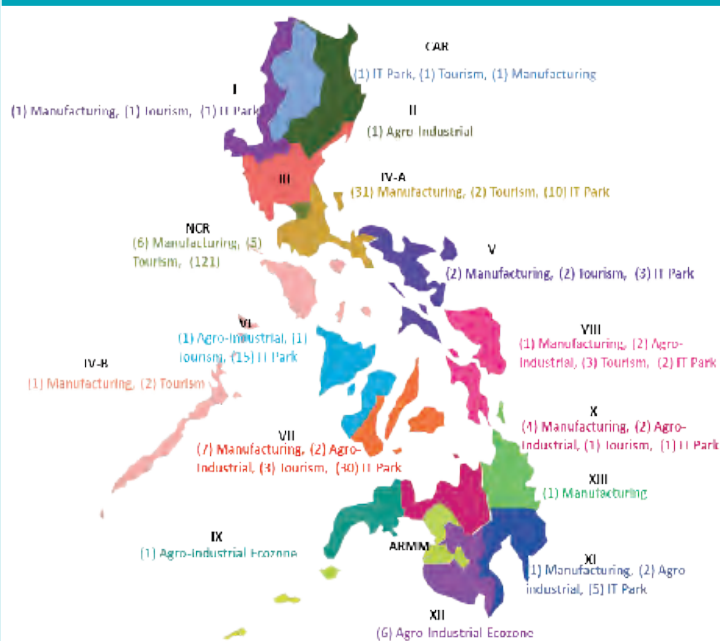 CAR
(1) IT Park, (1) Tourism, (1) Manufacturing
I
(1) Manufacturing, (1) Tourism, (1) IT Park
II
(1) Agro Industrial
III
IV-A
(31) Manufacturing, (2) Tourism, (10) IT Park
NCR
(6) Manufacturing, (5)
Tourism, (121)
V
(2) Manufacturing, (2) Tourism, (3) IT Park
VI
(1) Agro-Industrial, (1)
Tourism, (15) IT Park
VIII
(1) Manufacturing, (2) Agro-
Industrial, (3) Tourism, (2) IT Park
IV-B
(1) Manufacturing, (2) Tourism
X
(4) Manufacturing, (2) Agro-
Industrial, (1) Tourism, (1) IT Park
VII
(7) Manufacturing, (2) Agro-
Industrial, (3) Tourism, (30) IT Park
XIII
(1) Manufacturing
IX
(1) Agro-Industrial Ecozone
ARMM
XI
(1) Manufacturing, (2) Agro
industrial, (5) IT Park
XII
(6) Agro Industrial Ecozone